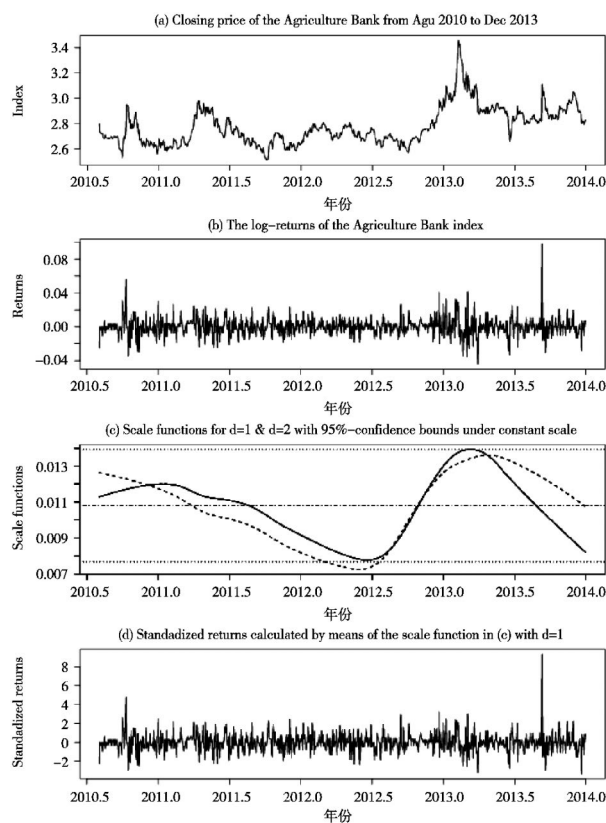 (a) Closing price of the Agriculture Bank from Agu 2010 to Dec 2013
Index
3.4
3.0
2.8
2.6
2010.5 2011.0 2011.5 2012.0 2012.5 2013.0 2013.5 2014.0
年份
(b) The log-returns of the Agriculture Bank index
Returns
0.08
0.04
0.00
-0.04
2010.5 2011.0 2011.5 2012.0 2012.5 2013.0 2013.5 2014.0
年份
(c) Scale functions for d=1 & d=2 with 95%-confidence bounds under constant scale
Scale functions
0.013
0.011
0.009
0.007
2010.5 2011.0 2011.5 2012.0 2012.5 2013.0 2013.5 2014.0
年份
(d) Standadized returns calculated by means of the scale function in (c) with d=1
Standadized returns
8
6
4
2
0
-2
2010.5 2011.0 2011.5 2012.0 2012.5 2013.0 2013.5 2014.0
年份